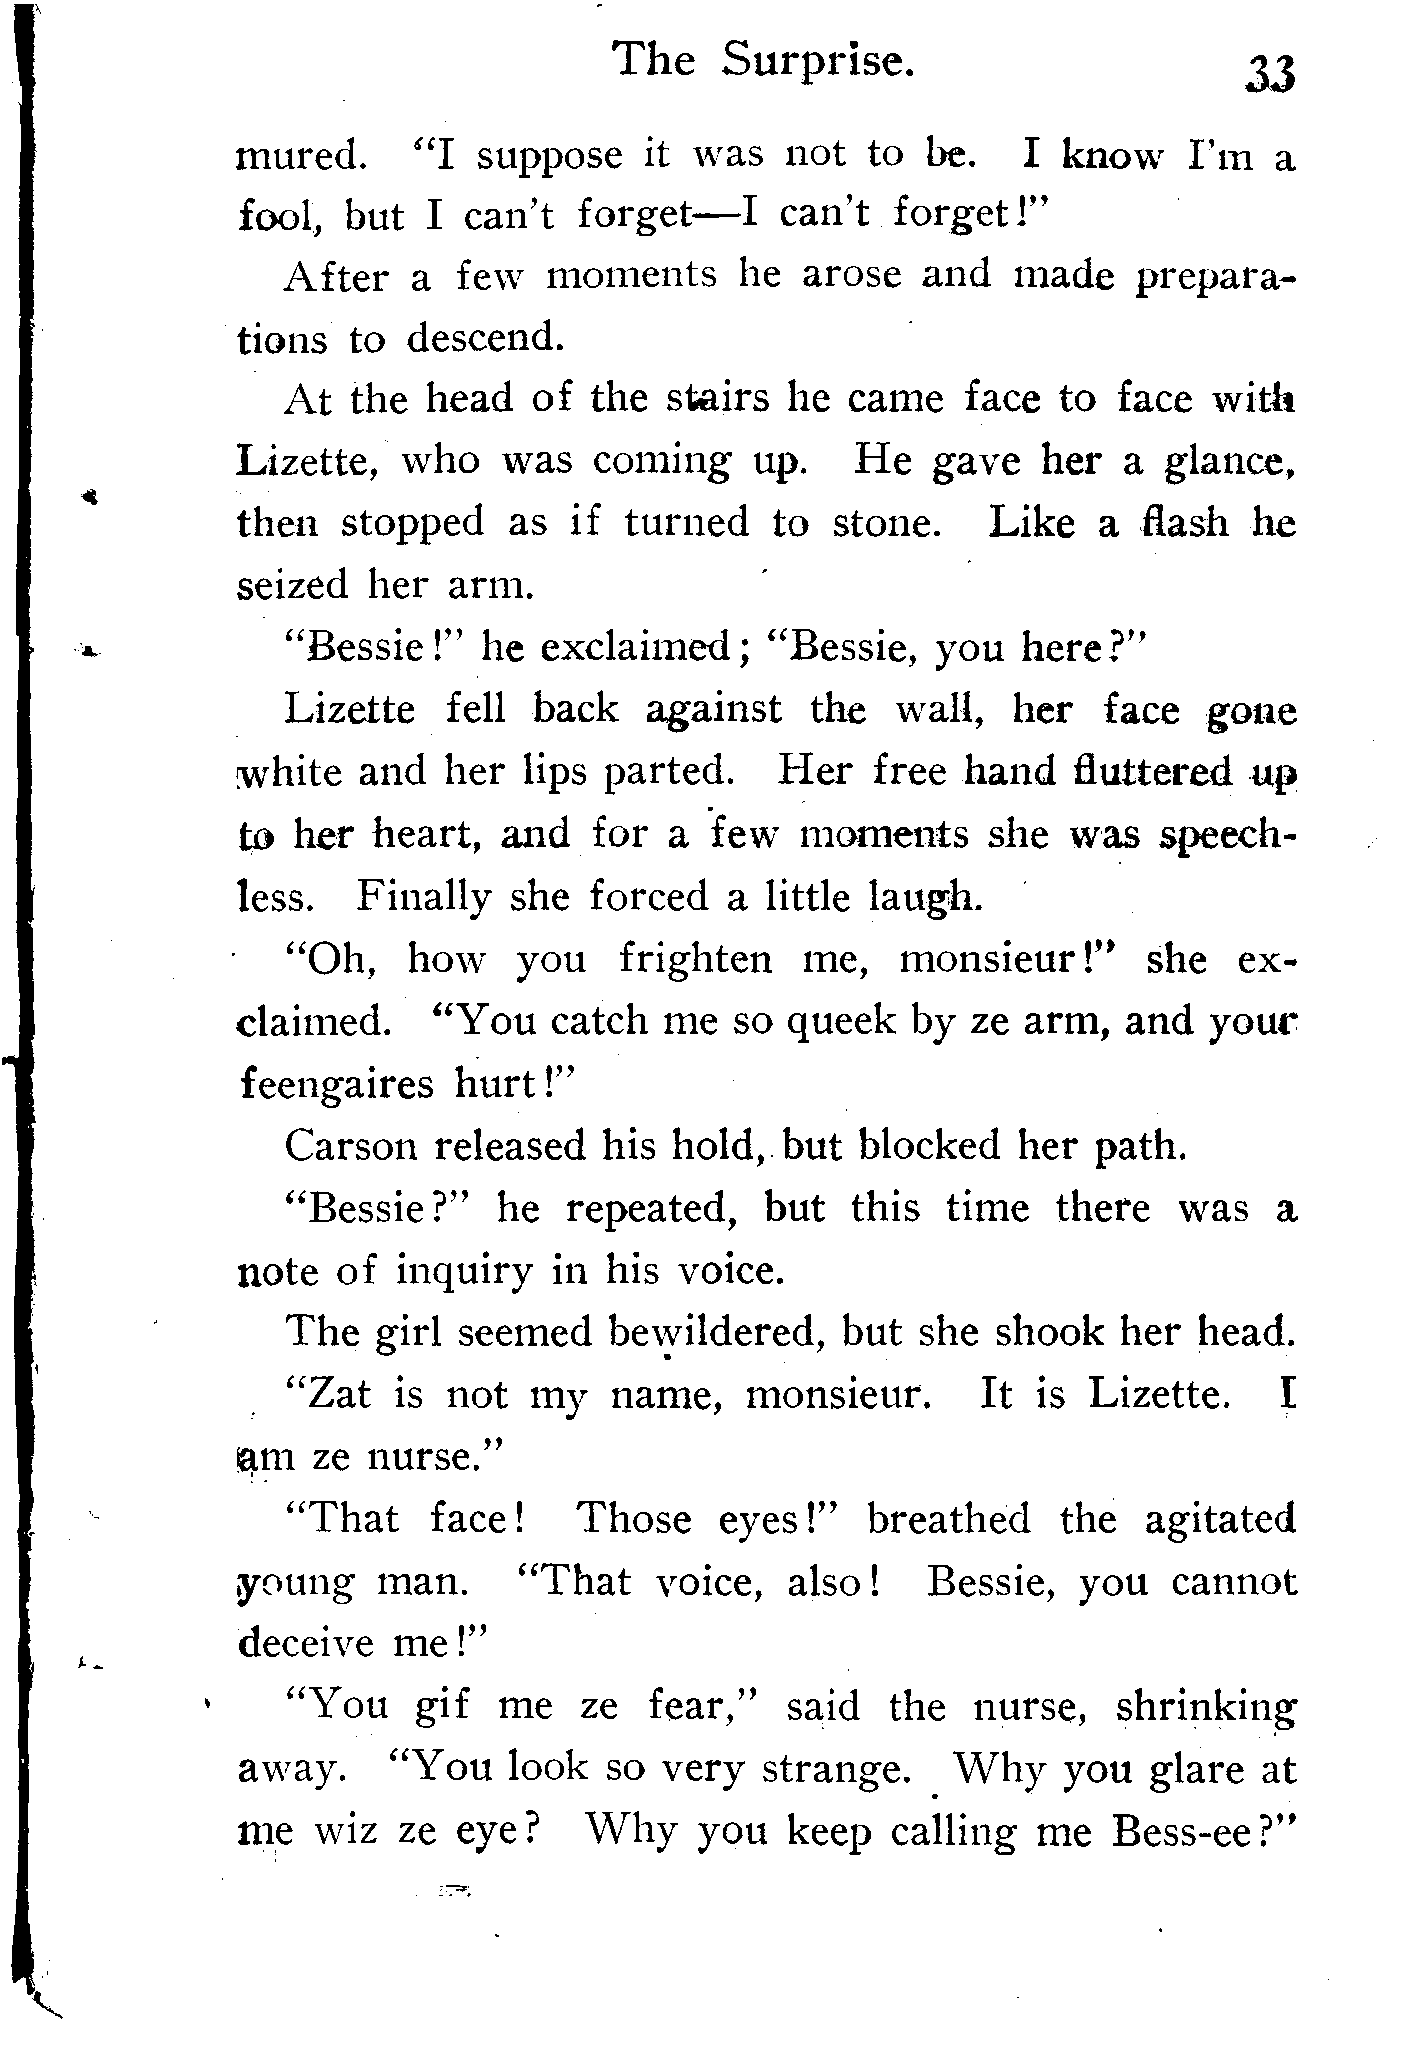 The Surprise. 33
mured. "I suppose it was not to be. I know I'm a
fool, but I can't forget—I can't forget!"
After a few moments he arose and made prepara-
tions to descend.
At the head of the stairs he came face to face with
Lizette, who was coming up. He gave her a glance,
then stopped as if turned to stone. Like a flash he
seized her arm.
"Bessie!" he exclaimed; "Bessie, you here?"
Lizette fell back against the wall, her face gone
white and her lips parted. Her free hand fluttered up
to her heart, and for a few moments she was speech-
less. Finally she forced a little laugh.
"Oh, how you frighten me, monsieur!" she ex-
claimed. "You catch me so queek by ze arm, and your
feengaires hurt!"
Carson released his hold, but blocked her path.
"Bessie?" he repeated, but this time there was a
note of inquiry in his voice.
The girl seemed bewildered, but she shook her head.
"Zat is not my name, monsieur. It is Lizette. I
am ze nurse."
"That face! Those eyes!" breathed the agitated
young man. "That voice, also! Bessie, you cannot
deceive me!"
"You gif me ze fear," said the nurse, shrinking
away. "You look so very strange. Why you glare at
me wiz ze eye? Why you keep calling me Bess-ee?"